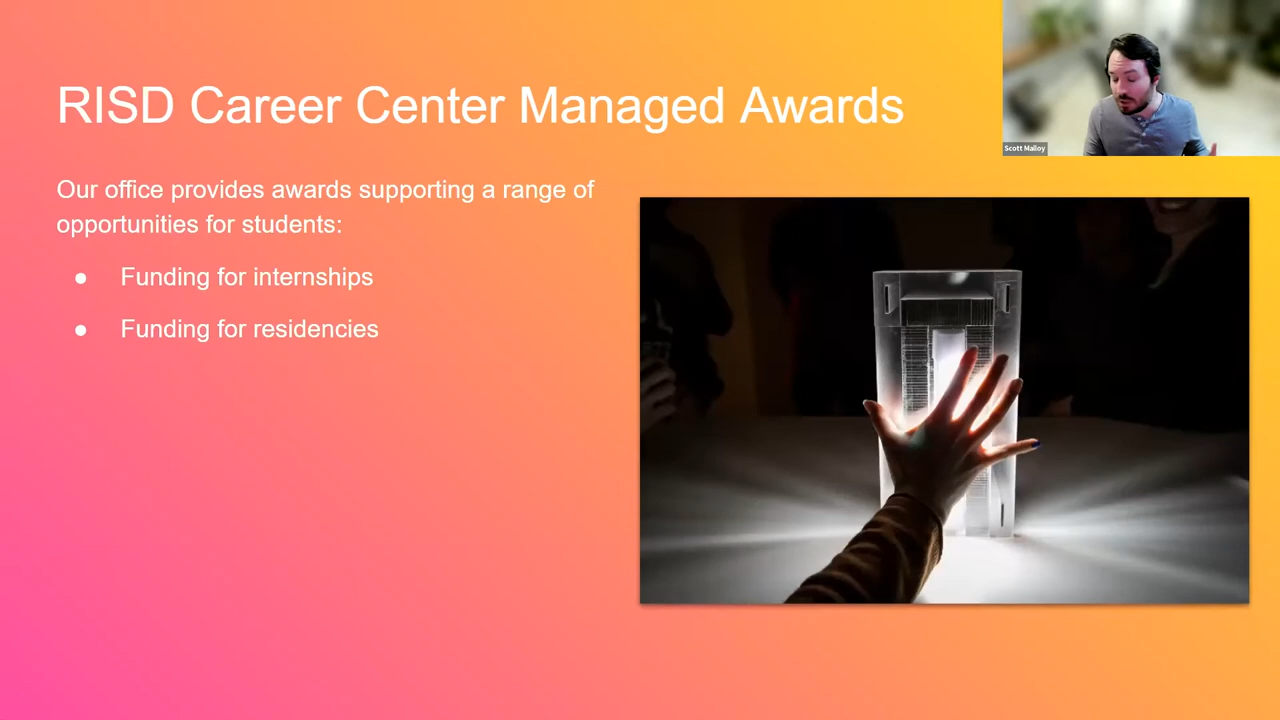 RISD Career Center Managed Awards
Scott Malloy
Our office provides awards supporting a range of
opportunities for students:
● Funding for internships
● Funding for residencies